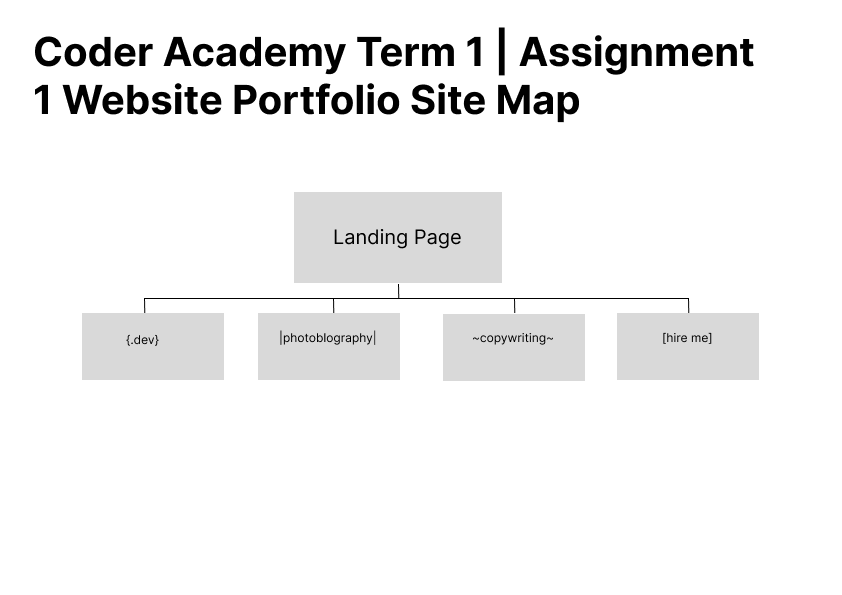 Coder Academy Term 1 | Assignment
1 Website Portfolio Site Map
Landing Page
{.dev}
|photoblography|
~copywriting~
[hire me]